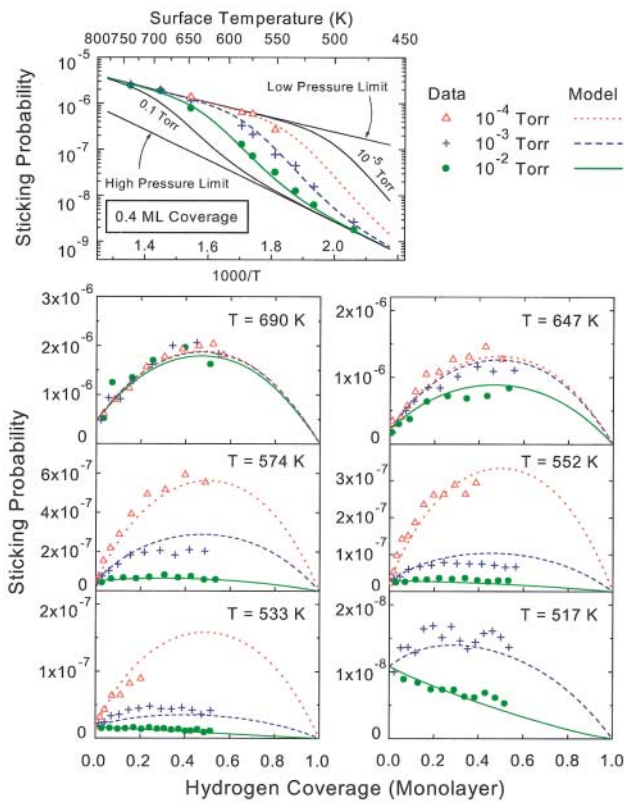 Surface Temperature (K)
800 750 700 650 600 550 500 450
Sticking Probability
10⁻⁵
10⁻⁶
10⁻⁷
10⁻⁸
10⁻⁹
Low Pressure Limit
0.1 Torr
10⁻⁵ Torr
High Pressure Limit
0.4 ML Coverage
1.4 1.6 1.8 2.0
1000/T
Data Model
10⁻⁴ Torr
10⁻³ Torr
10⁻² Torr
Sticking Probability
3x10⁻⁶
2x10⁻⁶
1x10⁻⁶
0
T = 690 K
2x10⁻⁶
1x10⁻⁶
0
T = 647 K
6x10⁻⁷
4x10⁻⁷
2x10⁻⁷
0
T = 574 K
3x10⁻⁷
2x10⁻⁷
1x10⁻⁷
0
T = 552 K
2x10⁻⁷
1x10⁻⁷
0
T = 533 K
2x10⁻⁸
1x10⁻⁸
0
T = 517 K
0.0 0.2 0.4 0.6 0.8 1.0
0.0 0.2 0.4 0.6 0.8 1.0
Hydrogen Coverage (Monolayer)